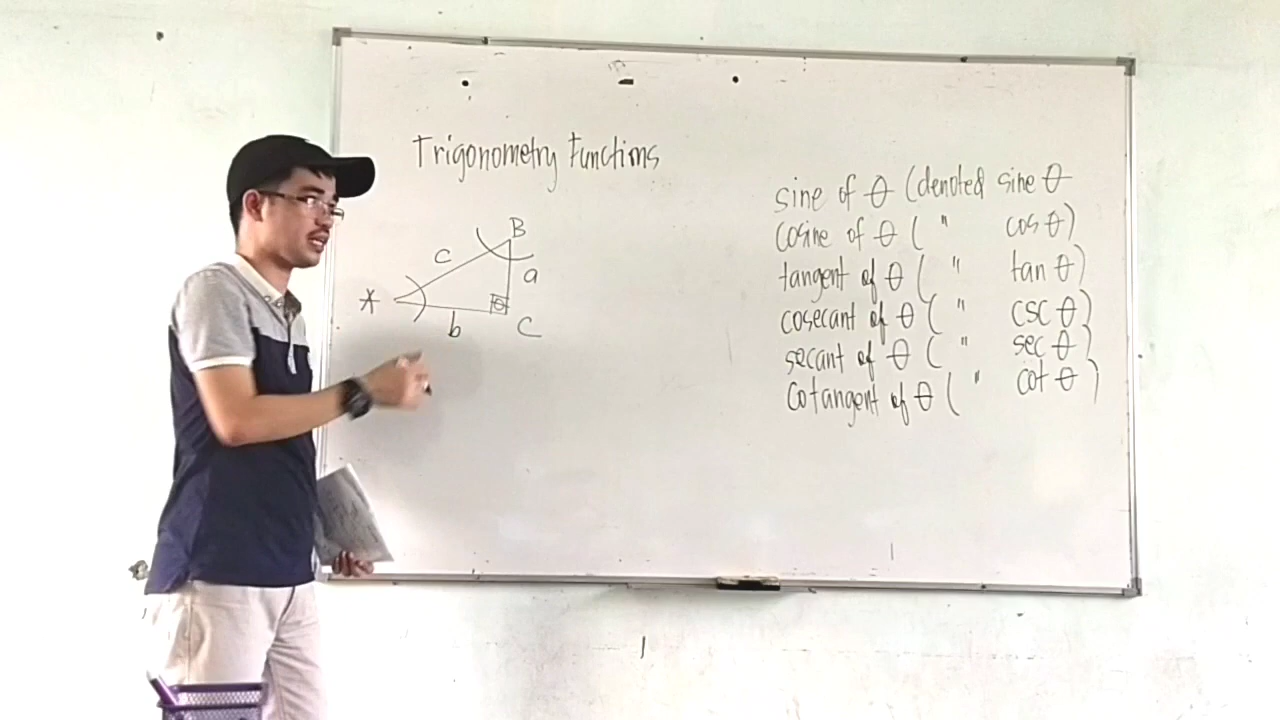 Trigonometry Functions
B
c
a
A
θ
b
C
sine of θ (denoted sine θ
cosine of θ ( " cos θ)
tangent of θ ( " tan θ)
cosecant of θ ( " csc θ)
secant of θ ( " sec θ)
cotangent of θ ( " cot θ)